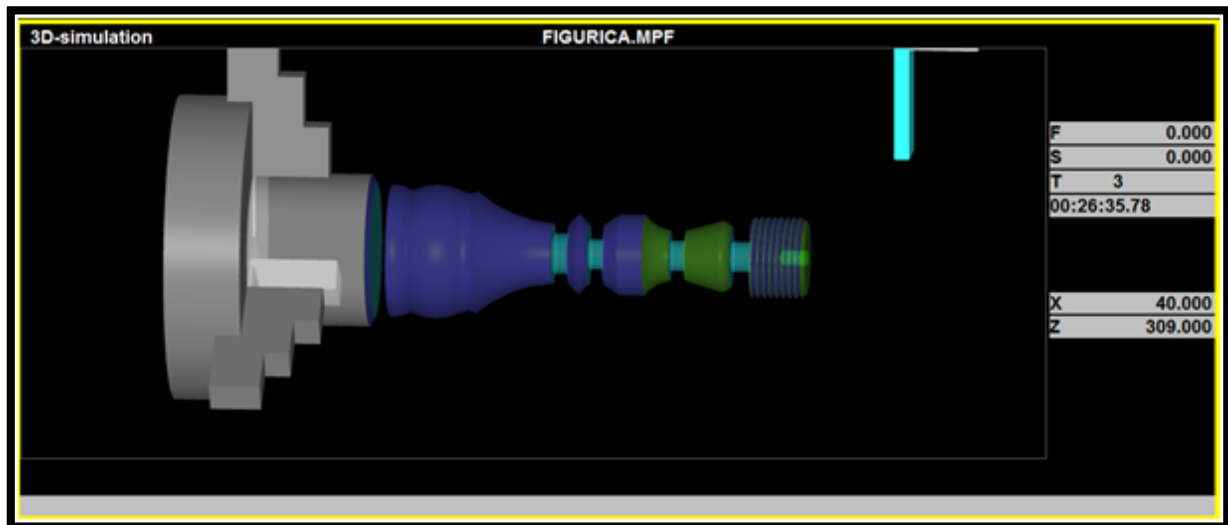 3D-simulation FIGURICA.MPF
F 0.000
S 0.000
T 3
00:26:35.78
X 40.000
Z 309.000